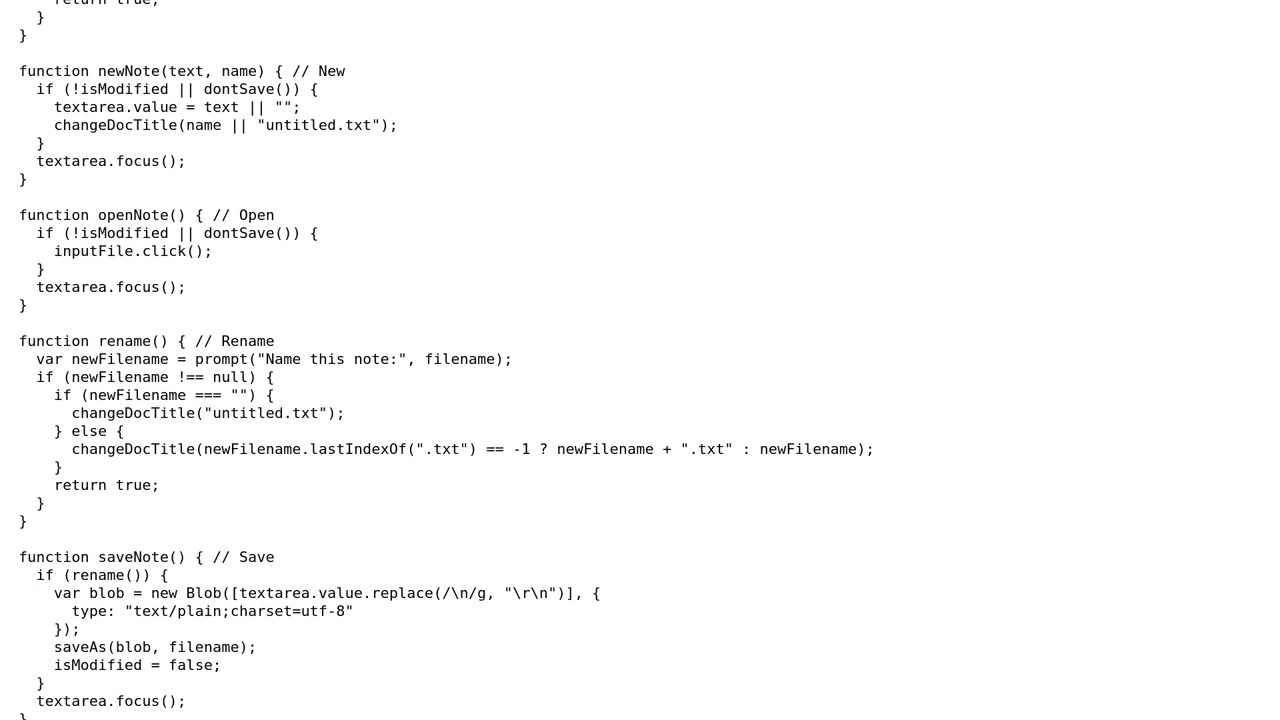 return true;
  }
}

function newNote(text, name) { // New
  if (!isModified || dontSave()) {
    textarea.value = text || "";
    changeDocTitle(name || "untitled.txt");
  }
  textarea.focus();
}

function openNote() { // Open
  if (!isModified || dontSave()) {
    inputFile.click();
  }
  textarea.focus();
}

function rename() { // Rename
  var newFilename = prompt("Name this note:", filename);
  if (newFilename !== null) {
    if (newFilename === "") {
      changeDocTitle("untitled.txt");
    } else {
      changeDocTitle(newFilename.lastIndexOf(".txt") == -1 ? newFilename + ".txt" : newFilename);
    }
    return true;
  }
}

function saveNote() { // Save
  if (rename()) {
    var blob = new Blob([textarea.value.replace(/\n/g, "\r\n")], {
      type: "text/plain;charset=utf-8"
    });
    saveAs(blob, filename);
    isModified = false;
  }
  textarea.focus();
}